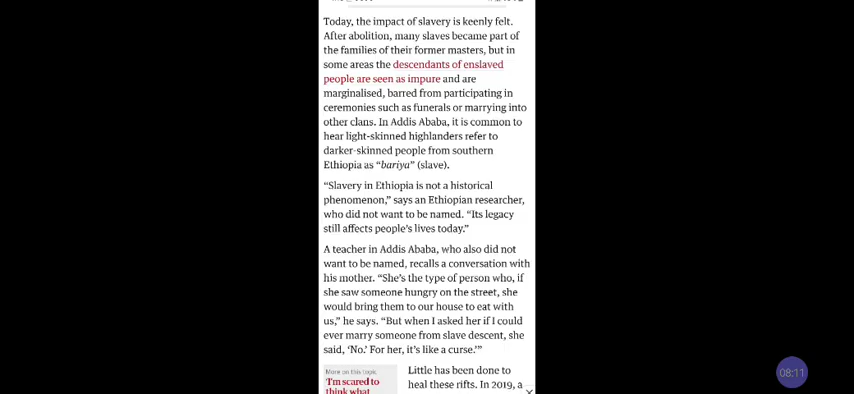 Today, the impact of slavery is keenly felt.
After abolition, many slaves became part of
the families of their former masters, but in
some areas the descendants of enslaved
people are seen as impure and are
marginalised, barred from participating in
ceremonies such as funerals or marrying into
other clans. In Addis Ababa, it is common to
hear light-skinned highlanders refer to
darker-skinned people from southern
Ethiopia as “bariya” (slave).
“Slavery in Ethiopia is not a historical
phenomenon,” says an Ethiopian researcher,
who did not want to be named. “Its legacy
still affects people’s lives today.”
A teacher in Addis Ababa, who also did not
want to be named, recalls a conversation with
his mother. “She’s the type of person who, if
she saw someone hungry on the street, she
would bring them to our house to eat with
us,” he says. “But when I asked her if I could
ever marry someone from slave descent, she
said, ‘No.’ For her, it’s like a curse.’”
More on this topic
'I'm scared to
think what
Little has been done to
heal these rifts. In 2019, a
08:11